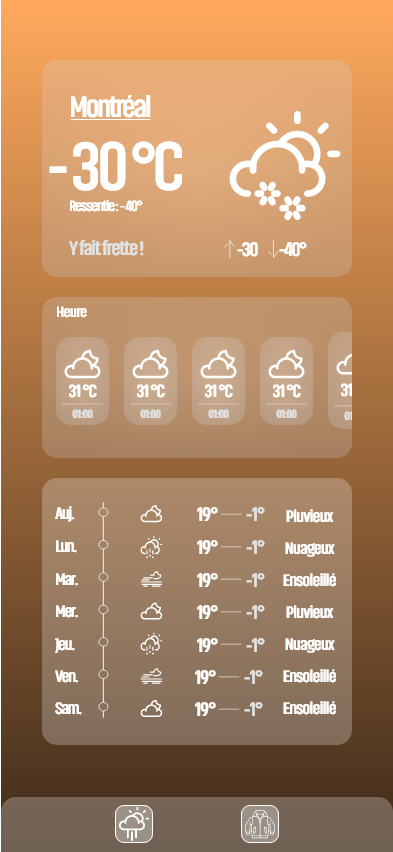 Montréal
-30°C
Ressentie: -40°
Y fait frette !
↑-30 ↓-40°
Heure
31°C 31°C 31°C 31°C 31
01:00 01:00 01:00 01:00 01
Auj. 19° -1° Pluvieux
Lun. 19° -1° Nuageux
Mar. 19° -1° Ensoleillé
Mer. 19° -1° Pluvieux
Jeu. 19° -1° Nuageux
Ven. 19° -1° Ensoleillé
Sam. 19° -1° Ensoleillé